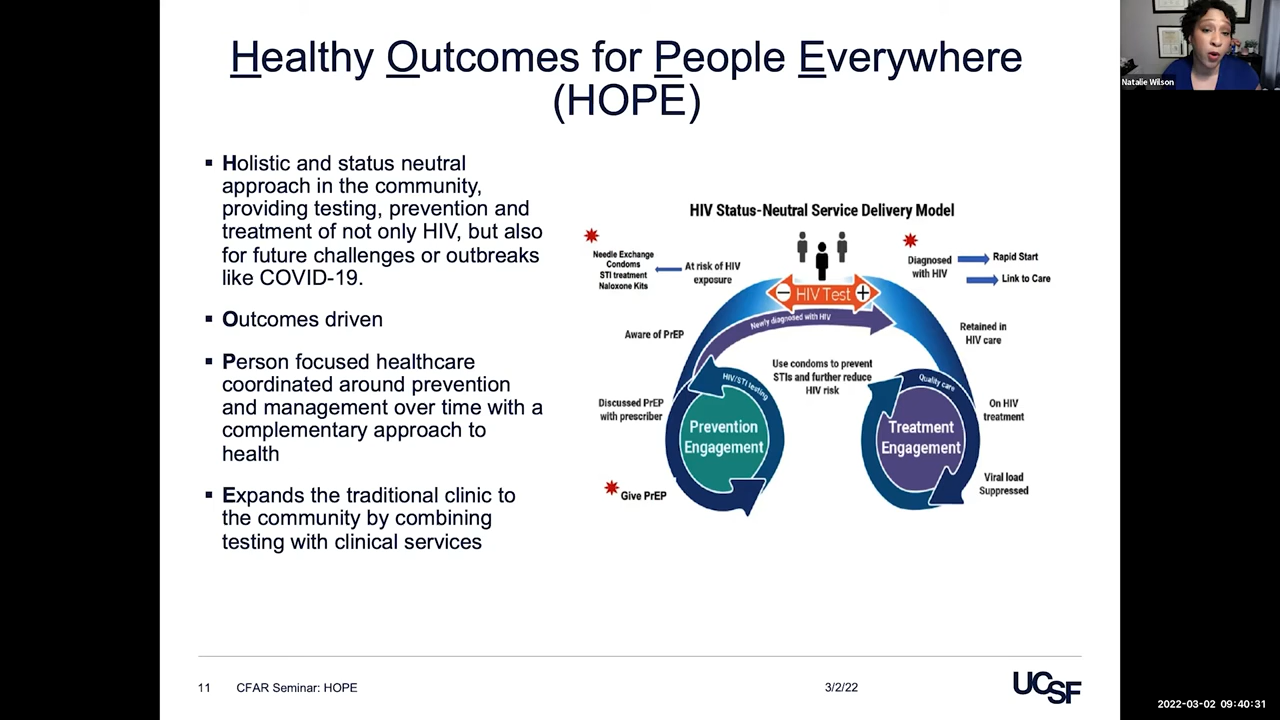 Healthy Outcomes for People Everywhere
(HOPE)
Natalie Wilson
▪ Holistic and status neutral
approach in the community,
providing testing, prevention and
treatment of not only HIV, but also
for future challenges or outbreaks
like COVID-19.
▪ Outcomes driven
▪ Person focused healthcare
coordinated around prevention
and management over time with a
complementary approach to
health
▪ Expands the traditional clinic to
the community by combining
testing with clinical services
HIV Status-Neutral Service Delivery Model
Needle Exchange
Condoms
STI treatment
Naloxone Kits
At risk of HIV
exposure
HIV Test
Diagnosed
with HIV
Rapid Start
Link to Care
Newly diagnosed with HIV
Aware of PrEP
Retained in
HIV care
Use condoms to prevent
STIs and further reduce
HIV risk
HIV/STI testing
Quality care
Discussed PrEP
with prescriber
On HIV
treatment
Prevention
Engagement
Treatment
Engagement
Give PrEP
Viral load
Suppressed
11 CFAR Seminar: HOPE
3/2/22
UCSF
2022-03-02 09:40:31